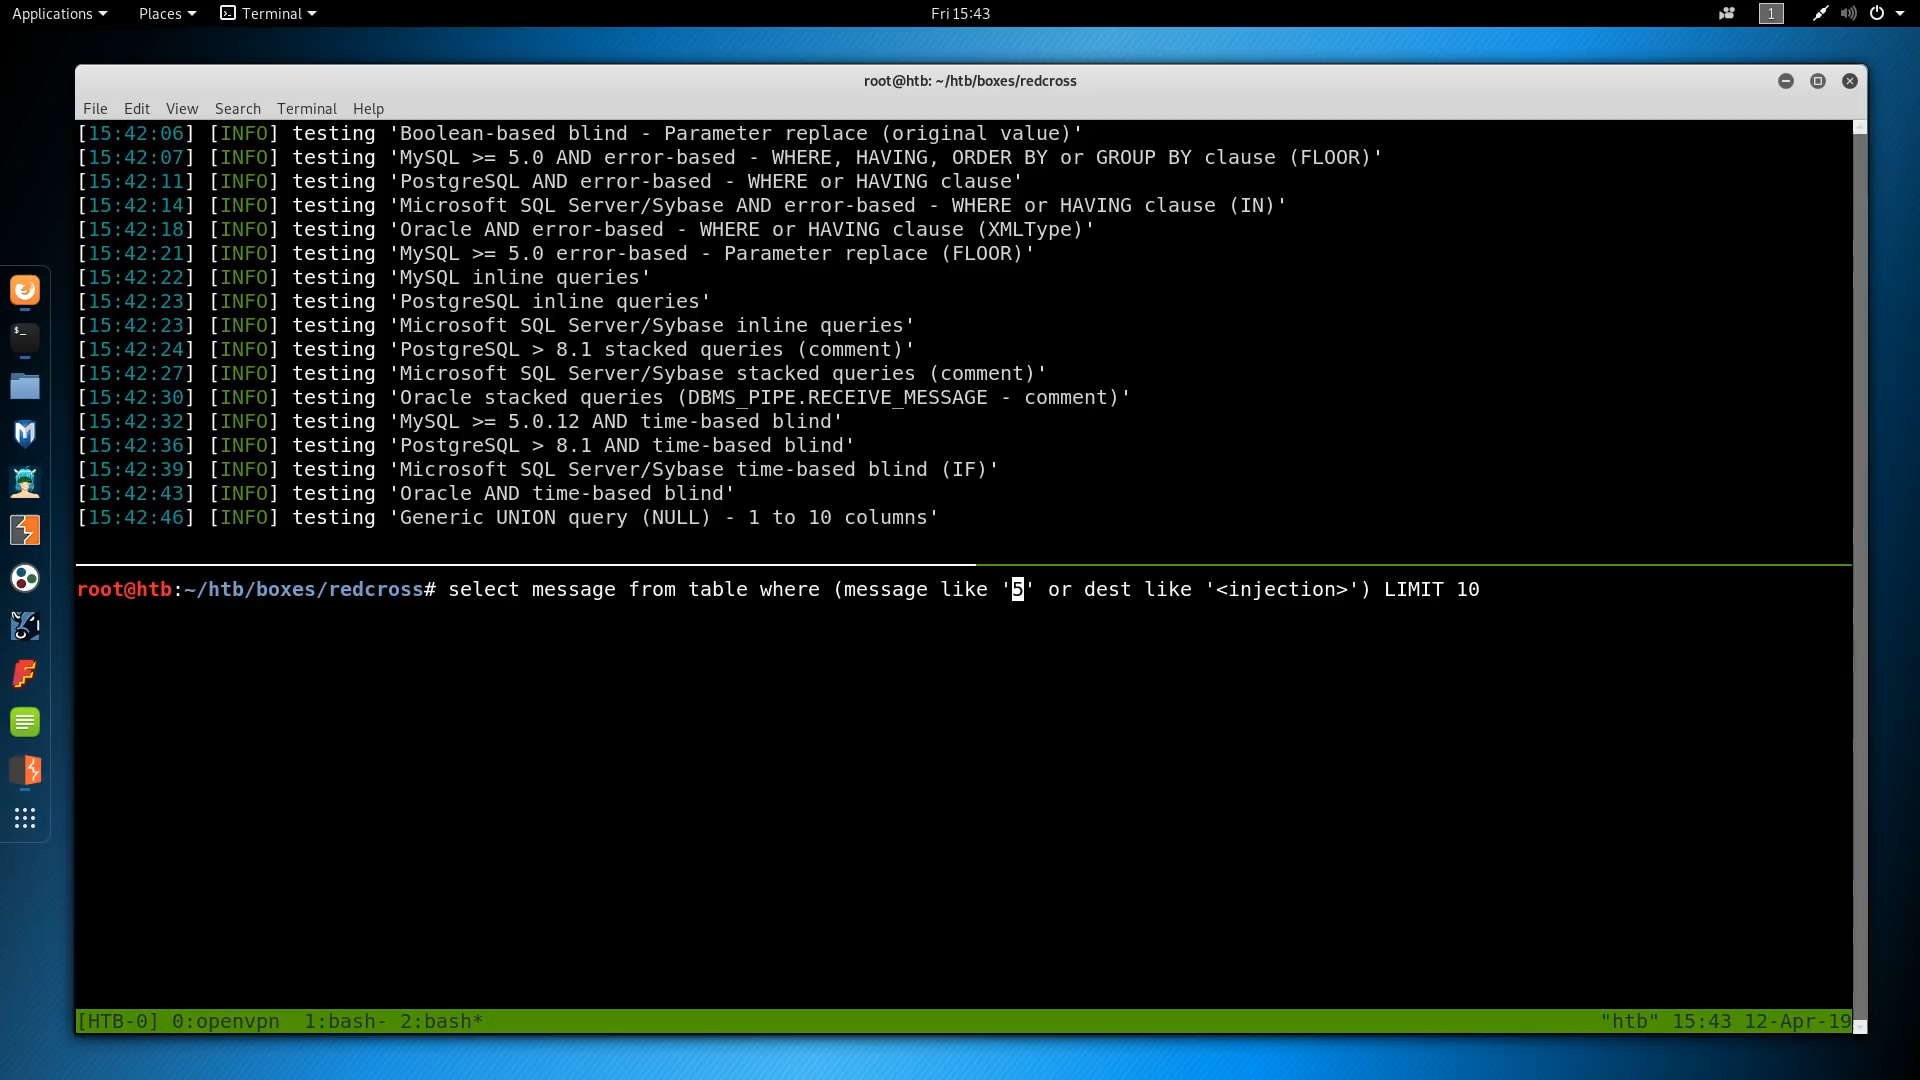 Applications Places Terminal Fri 15:43 1
root@htb: ~/htb/boxes/redcross
File Edit View Search Terminal Help
[15:42:06] [INFO] testing 'Boolean-based blind - Parameter replace (original value)'
[15:42:07] [INFO] testing 'MySQL >= 5.0 AND error-based - WHERE, HAVING, ORDER BY or GROUP BY clause (FLOOR)'
[15:42:11] [INFO] testing 'PostgreSQL AND error-based - WHERE or HAVING clause'
[15:42:14] [INFO] testing 'Microsoft SQL Server/Sybase AND error-based - WHERE or HAVING clause (IN)'
[15:42:18] [INFO] testing 'Oracle AND error-based - WHERE or HAVING clause (XMLType)'
[15:42:21] [INFO] testing 'MySQL >= 5.0 error-based - Parameter replace (FLOOR)'
[15:42:22] [INFO] testing 'MySQL inline queries'
[15:42:23] [INFO] testing 'PostgreSQL inline queries'
[15:42:23] [INFO] testing 'Microsoft SQL Server/Sybase inline queries'
[15:42:24] [INFO] testing 'PostgreSQL > 8.1 stacked queries (comment)'
[15:42:27] [INFO] testing 'Microsoft SQL Server/Sybase stacked queries (comment)'
[15:42:30] [INFO] testing 'Oracle stacked queries (DBMS_PIPE.RECEIVE_MESSAGE - comment)'
[15:42:32] [INFO] testing 'MySQL >= 5.0.12 AND time-based blind'
[15:42:36] [INFO] testing 'PostgreSQL > 8.1 AND time-based blind'
[15:42:39] [INFO] testing 'Microsoft SQL Server/Sybase time-based blind (IF)'
[15:42:43] [INFO] testing 'Oracle AND time-based blind'
[15:42:46] [INFO] testing 'Generic UNION query (NULL) - 1 to 10 columns'
root@htb:~/htb/boxes/redcross# select message from table where (message like '5' or dest like '<injection>') LIMIT 10
[HTB-0] 0:openvpn 1:bash- 2:bash* "htb" 15:43 12-Apr-19